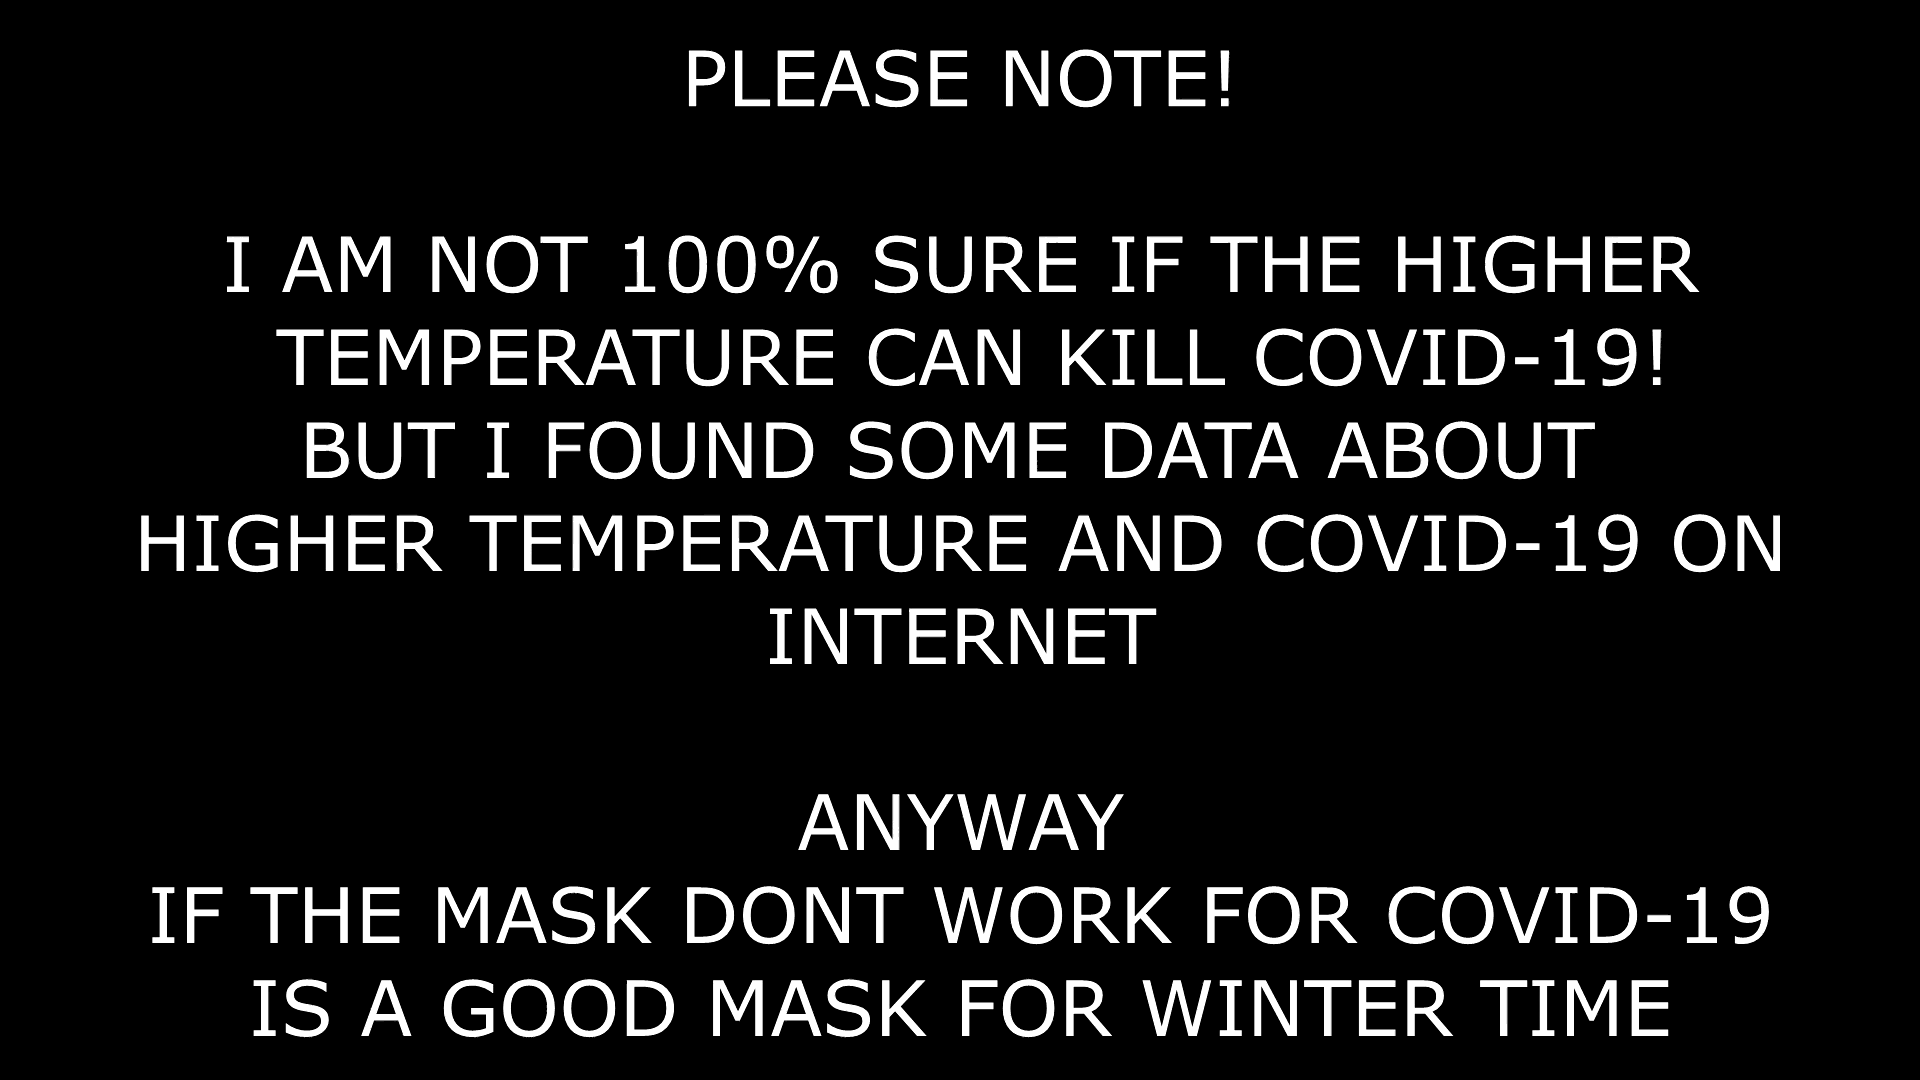 PLEASE NOTE!
I AM NOT 100% SURE IF THE HIGHER
TEMPERATURE CAN KILL COVID-19!
BUT I FOUND SOME DATA ABOUT
HIGHER TEMPERATURE AND COVID-19 ON
INTERNET
ANYWAY
IF THE MASK DONT WORK FOR COVID-19
IS A GOOD MASK FOR WINTER TIME